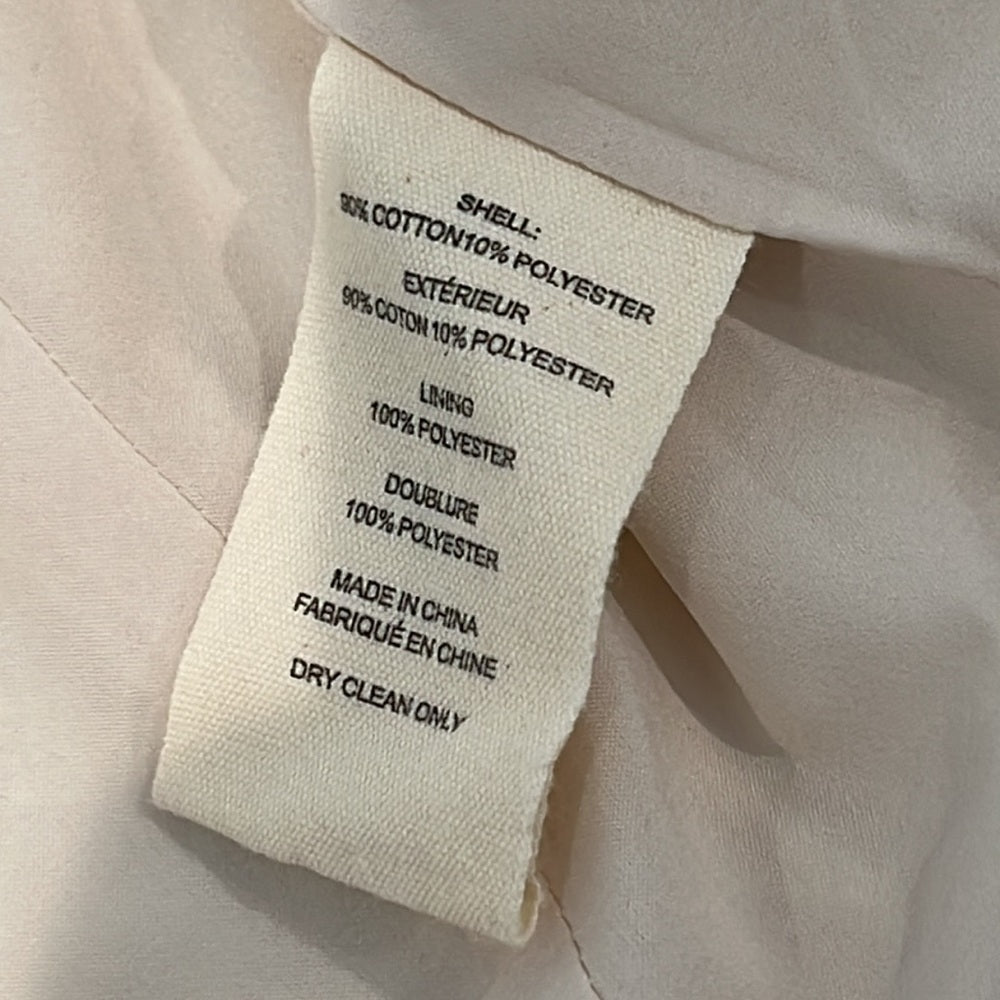 SHELL:
90% COTTON10% POLYESTER
EXTÉRIEUR
90% COTON 10% POLYESTER
LINING
100% POLYESTER
DOUBLURE
100% POLYESTER
MADE IN CHINA
FABRIQUÉ EN CHINE
DRY CLEAN ONLY